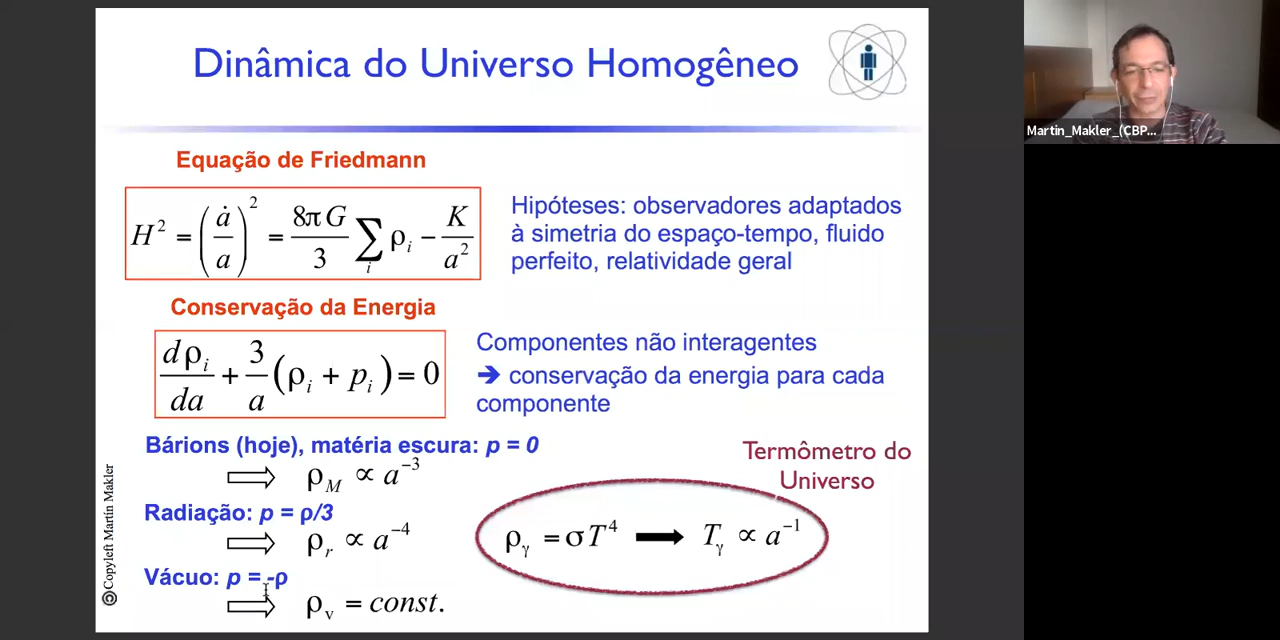 Dinâmica do Universo Homogêneo
Equação de Friedmann
H² = (ȧ/a)² = 8πG/3 ∑ᵢ ρᵢ − K/a²
Hipóteses: observadores adaptados
à simetria do espaço-tempo, fluido
perfeito, relatividade geral
Conservação da Energia
dρᵢ/da + 3/a (ρᵢ + pᵢ) = 0
Componentes não interagentes
➔ conservação da energia para cada
componente
Bárions (hoje), matéria escura: p = 0
⇒ ρ_M ∝ a⁻³
Radiação: p = ρ/3
⇒ ρ_r ∝ a⁻⁴
Vácuo: p = -ρ
⇒ ρ_v = const.
Termômetro do
Universo
ρ_γ = σT⁴ → T_γ ∝ a⁻¹
Copyleft Martín Makler
Martin_Makler_(CBP...